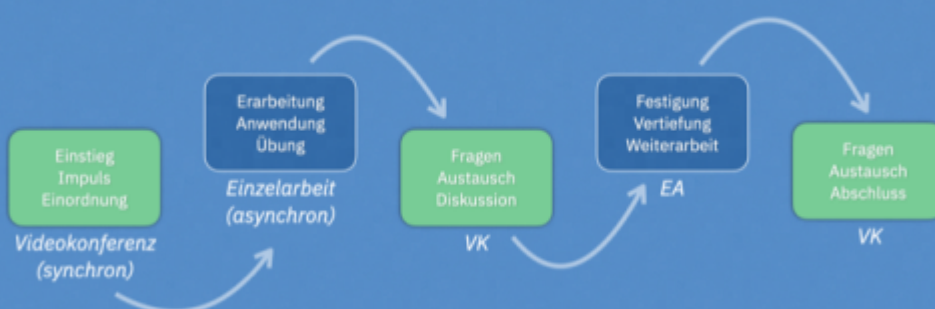 Einstieg
Impuls
Einordnung
Videokonferenz
(synchron)
Erarbeitung
Anwendung
Übung
Einzelarbeit
(asynchron)
Fragen
Austausch
Diskussion
VK
Festigung
Vertiefung
Weiterarbeit
EA
Fragen
Austausch
Abschluss
VK